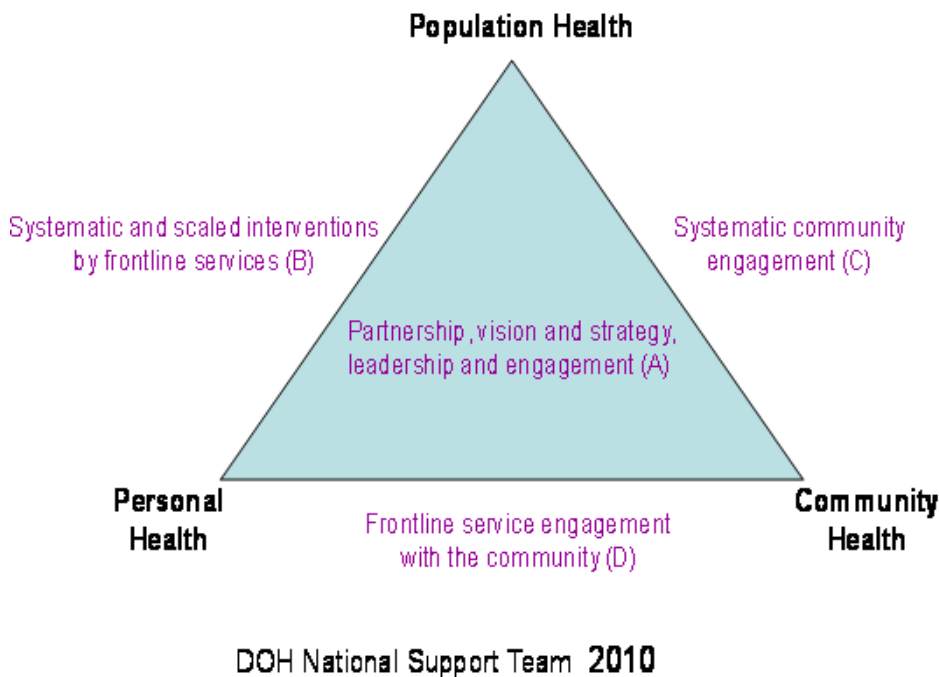 Population Health
Systematic and scaled interventions
by frontline services (B)
Systematic community
engagement (C)
Partnership, vision and strategy,
leadership and engagement (A)
Personal
Health
Community
Health
Frontline service engagement
with the community (D)
DOH National Support Team 2010